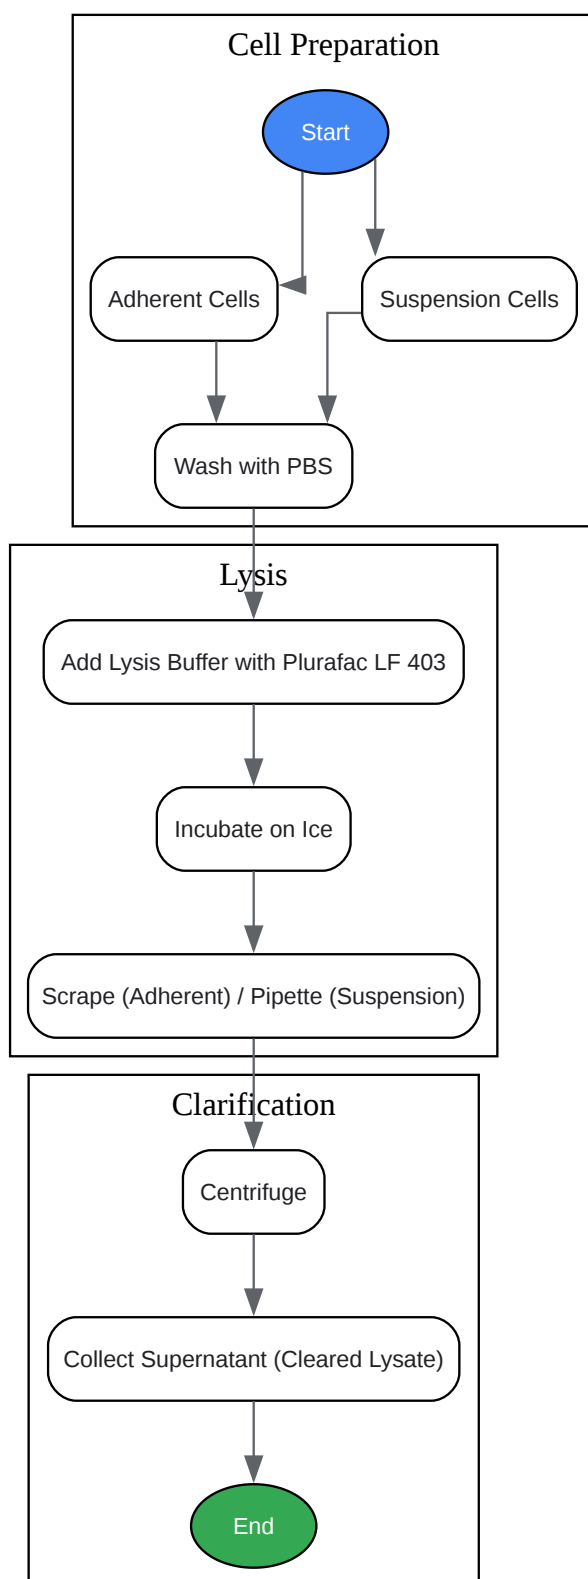 Cell Preparation
Start
Adherent Cells
Suspension Cells
Wash with PBS
Lysis
Add Lysis Buffer with Plurafac LF 403
Incubate on Ice
Scrape (Adherent) / Pipette (Suspension)
Clarification
Centrifuge
Collect Supernatant (Cleared Lysate)
End